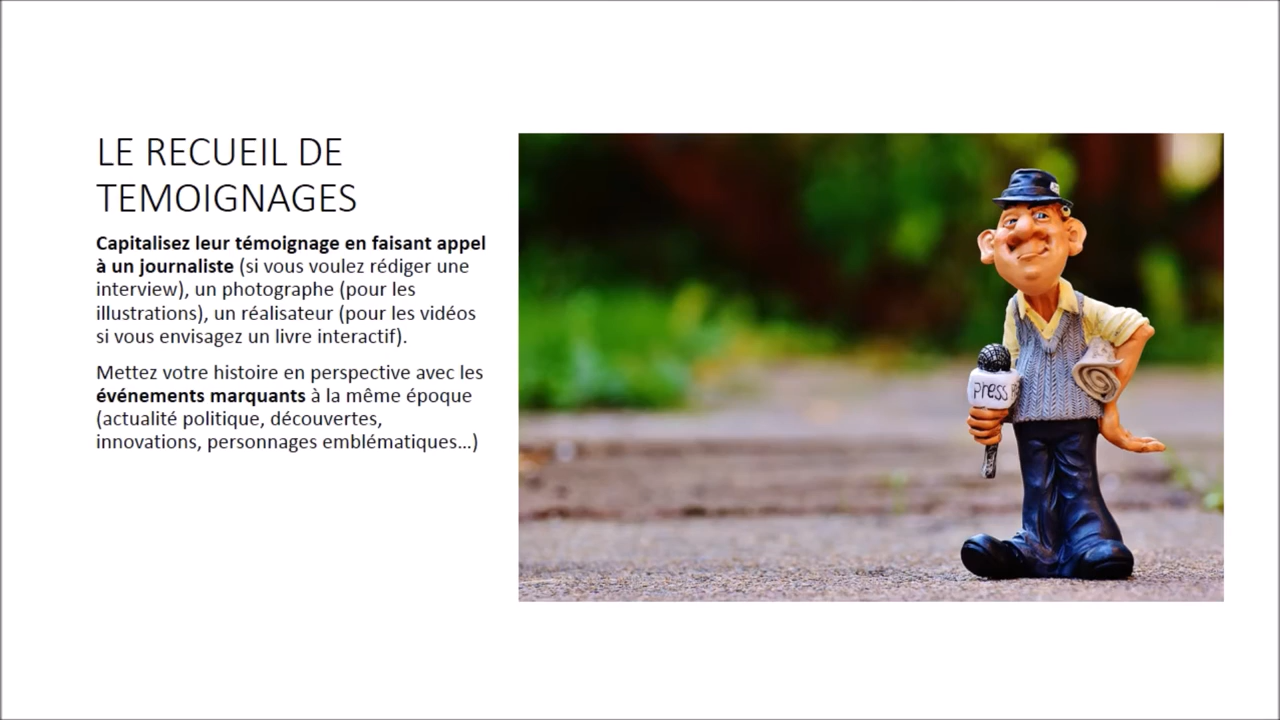 LE RECUEIL DE
TEMOIGNAGES
Capitalisez leur témoignage en faisant appel
à un journaliste (si vous voulez rédiger une
interview), un photographe (pour les
illustrations), un réalisateur (pour les vidéos
si vous envisagez un livre interactif).
Mettez votre histoire en perspective avec les
événements marquants à la même époque
(actualité politique, découvertes,
innovations, personnages emblématiques...)
Press